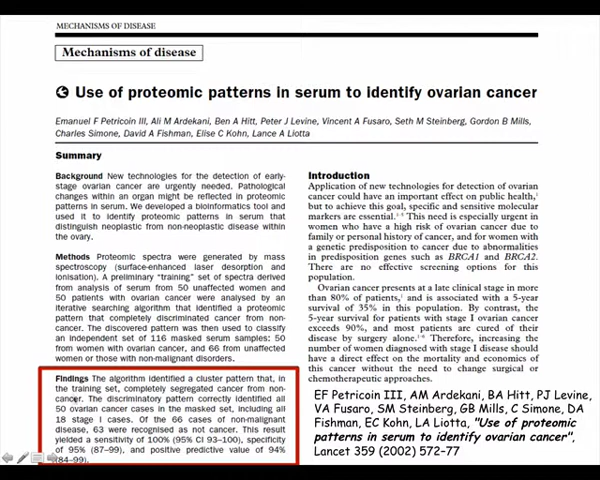 MECHANISMS OF DISEASE
Mechanisms of disease
Use of proteomic patterns in serum to identify ovarian cancer
Emanuel F Petricoin III, Ali M Ardekani, Ben A Hitt, Peter J Levine, Vincent A Fusaro, Seth M Steinberg, Gordon B Mills,
Charles Simone, David A Fishman, Elise C Kohn, Lance A Liotta
Summary
Background New technologies for the detection of early-
stage ovarian cancer are urgently needed. Pathological
changes within an organ might be reflected in proteomic
patterns in serum. We developed a bioinformatics tool and
used it to identify proteomic patterns in serum that
distinguish neoplastic from non-neoplastic disease within
the ovary.
Methods Proteomic spectra were generated by mass
spectroscopy (surface-enhanced laser desorption and
ionisation). A preliminary "training" set of spectra derived
from analysis of serum from 50 unaffected women and
50 patients with ovarian cancer were analysed by an
iterative searching algorithm that identified a proteomic
pattern that completely discriminated cancer from non-
cancer. The discovered pattern was then used to classify
an independent set of 116 masked serum samples: 50
from women with ovarian cancer, and 66 from unaffected
women or those with non-malignant disorders.
Findings The algorithm identified a cluster pattern that, in
the training set, completely segregated cancer from non-
cancer. The discriminatory pattern correctly identified all
50 ovarian cancer cases in the masked set, including all
18 stage I cases. Of the 66 cases of non-malignant
disease, 63 were recognised as not cancer. This result
yielded a sensitivity of 100% (95% CI 93–100), specificity
of 95% (87–99), and positive predictive value of 94%
(84–99).
Introduction
Application of new technologies for detection of ovarian
cancer could have an important effect on public health,
but to achieve this goal, specific and sensitive molecular
markers are essential. This need is especially urgent in
women who have a high risk of ovarian cancer due to
family or personal history of cancer, and for women with
a genetic predisposition to cancer due to abnormalities
in predisposition genes such as BRCA1 and BRCA2.
There are no effective screening options for this
population.
Ovarian cancer presents at a late clinical stage in more
than 80% of patients, and is associated with a 5-year
survival of 35% in this population. By contrast, the
5-year survival for patients with stage I ovarian cancer
exceeds 90%, and most patients are cured of their
disease by surgery alone. Therefore, increasing the
number of women diagnosed with stage I disease should
have a direct effect on the mortality and economics of
this cancer without the need to change surgical or
chemotherapeutic approaches.
EF Petricoin III, AM Ardekani, BA Hitt, PJ Levine,
VA Fusaro, SM Steinberg, GB Mills, C Simone, DA
Fishman, EC Kohn, LA Liotta, "Use of proteomic
patterns in serum to identify ovarian cancer",
Lancet 359 (2002) 572–77